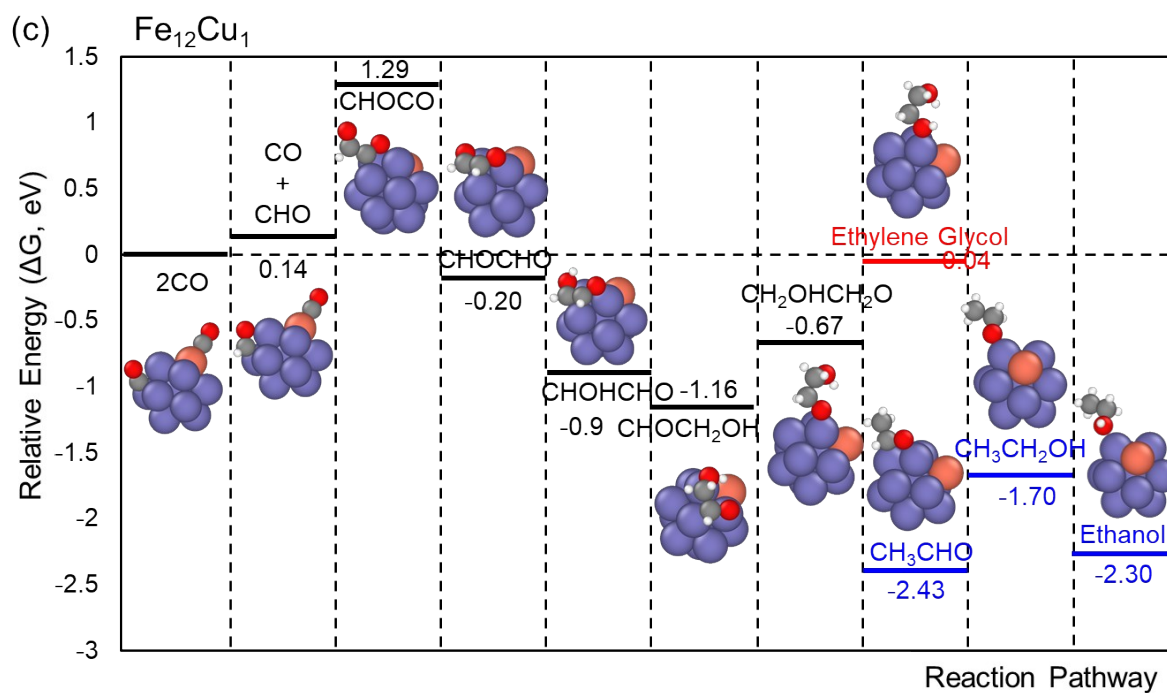 (c)
Fe₁₂Cu₁
1.5
1
0.5
0
-0.5
-1
-1.5
-2
-2.5
-3
Relative Energy (ΔG, eV)
2CO
CO
+
CHO
0.14
1.29
CHOCO
CHOCHO
-0.20
CHOHCHO
-0.9
-1.16
CHOCH₂OH
CH₂OHCH₂O
-0.67
Ethylene Glycol
-0.04
CH₃CHO
-2.43
CH₃CH₂OH
-1.70
Ethanol
-2.30
Reaction Pathway